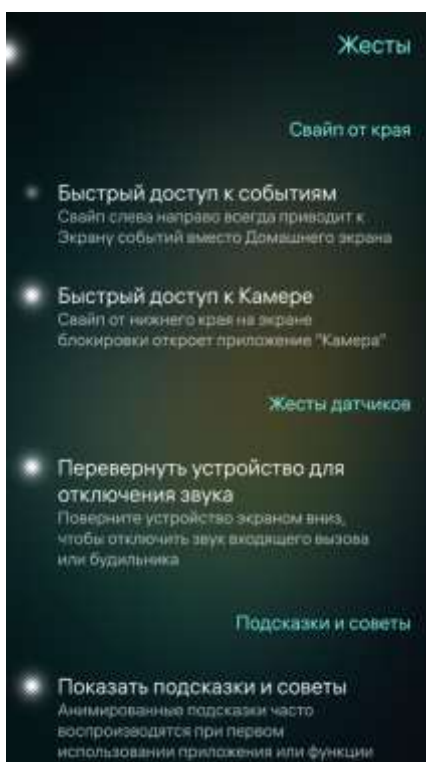 Жесты
Свайп от края
Быстрый доступ к событиям
Свайп слева направо всегда приводит к
Экрану событий вместо Домашнего экрана
Быстрый доступ к Камере
Свайп от нижнего края на экране
блокировки откроет приложение "Камера"
Жесты датчиков
Перевернуть устройство для
отключения звука
Поверните устройство экраном вниз,
чтобы отключить звук входящего вызова
или будильника
Подсказки и советы
Показать подсказки и советы
Анимированные подсказки часто
воспроизводятся при первом
использовании приложения или функции